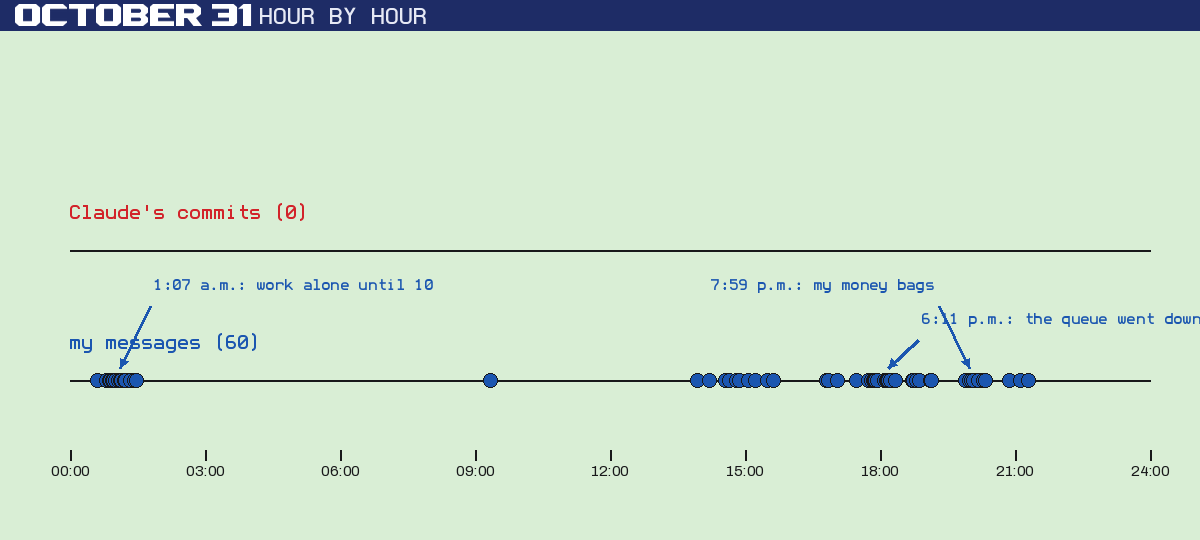 OCTOBER 31 HOUR BY HOUR
Claude's commits (0)
1:07 a.m.: work alone until 10
7:59 p.m.: my money bags
6:11 p.m.: the queue went down
my messages (60)
00:00 03:00 06:00 09:00 12:00 15:00 18:00 21:00 24:00